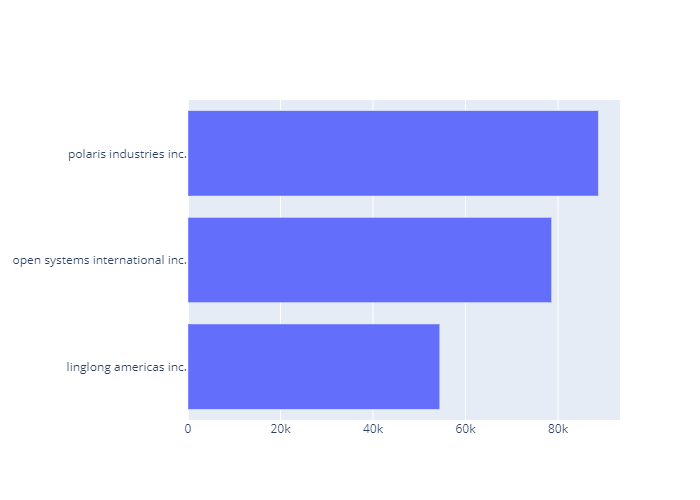 polaris industries inc.
open systems international inc.
linglong americas inc.
0 20k 40k 60k 80k